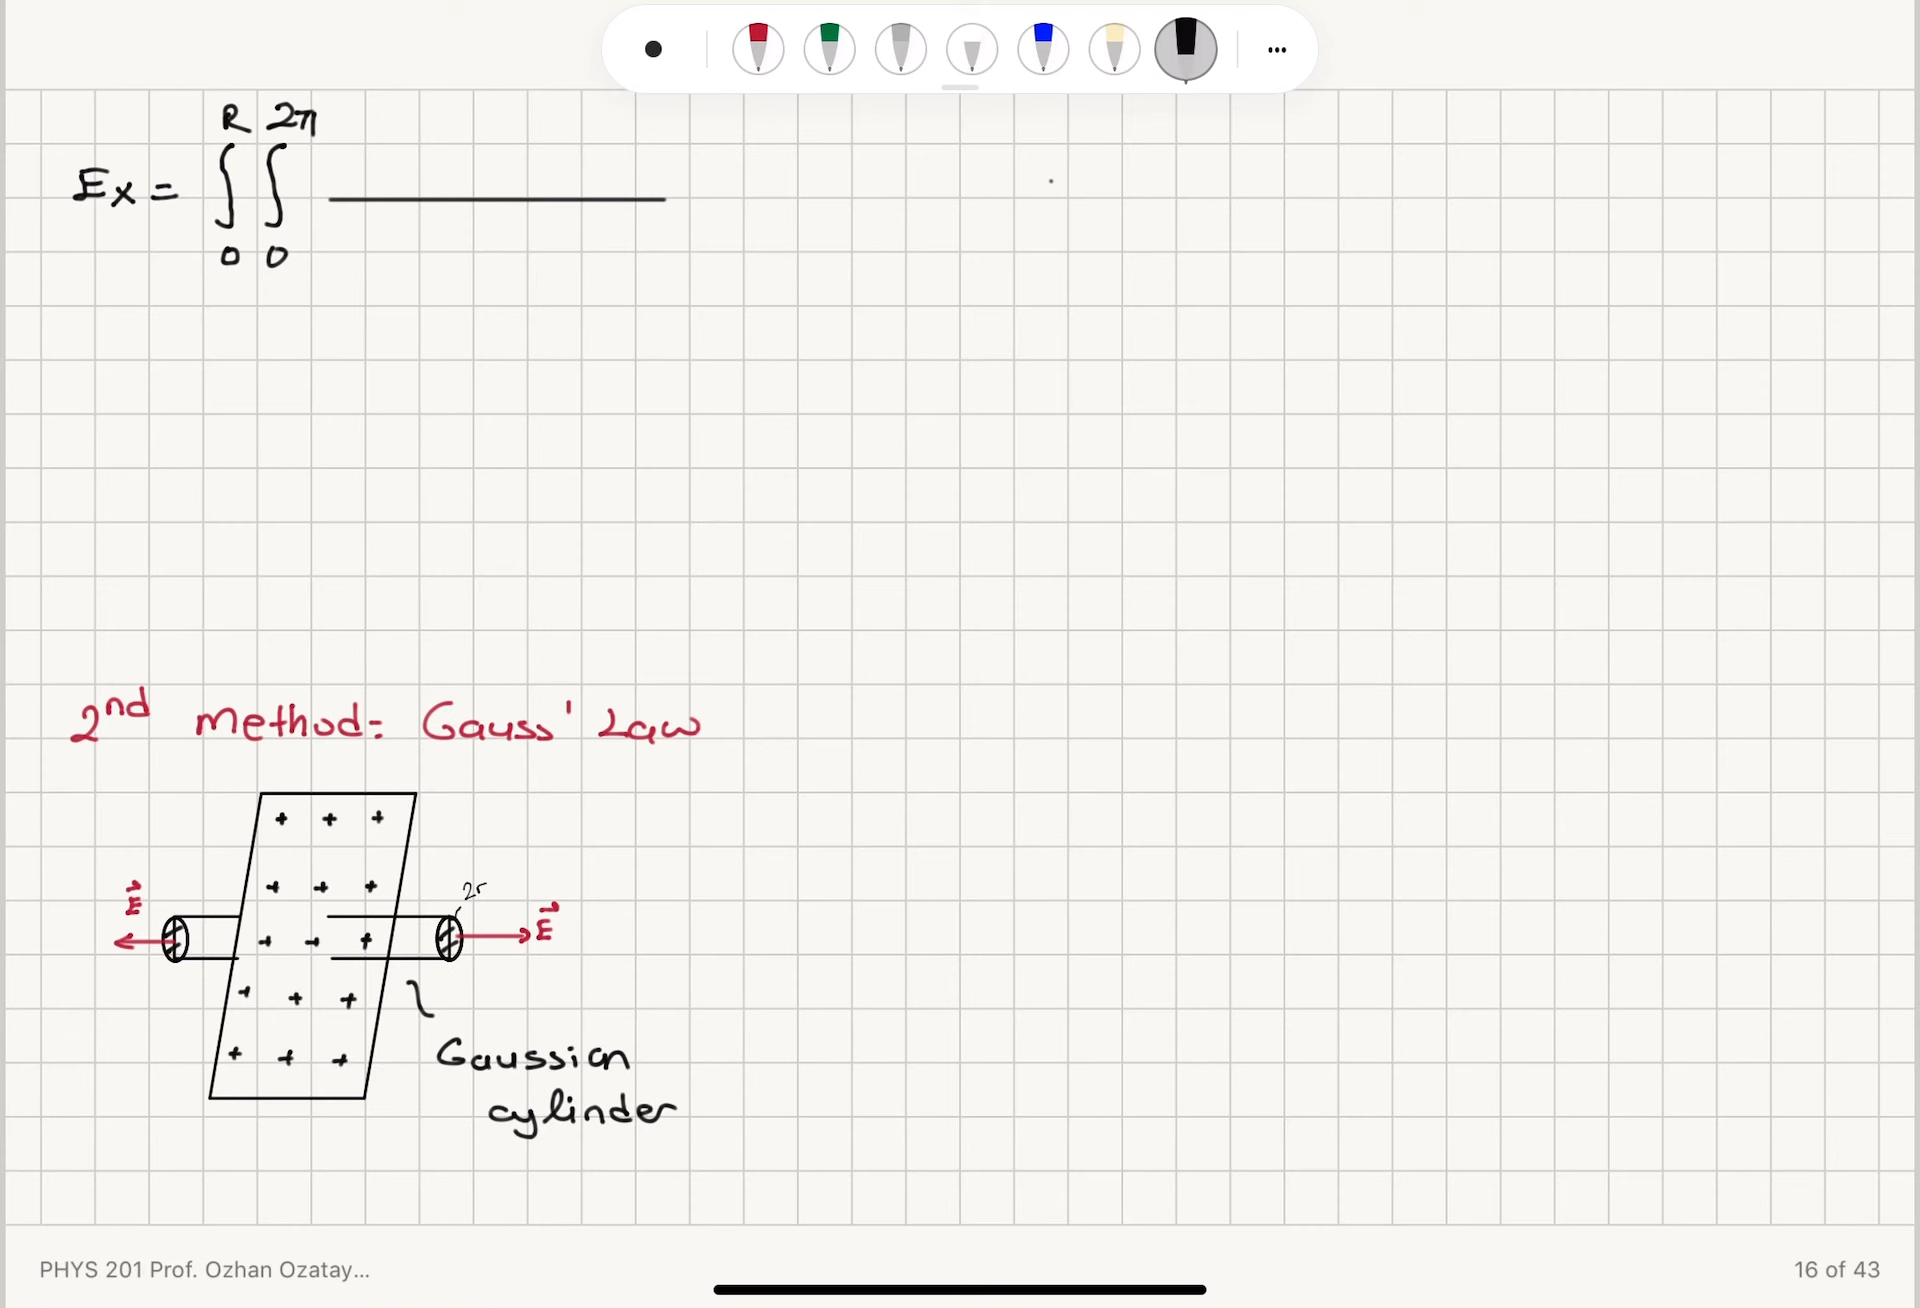 R 2π
Ex = ∫ ∫
0 0
2nd method: Gauss' Law
+ + +
+ + +
E⃗ 2r
+ + + E⃗
+ + +
Gaussian
+ + +
cylinder
PHYS 201 Prof. Ozhan Ozatay...
16 of 43